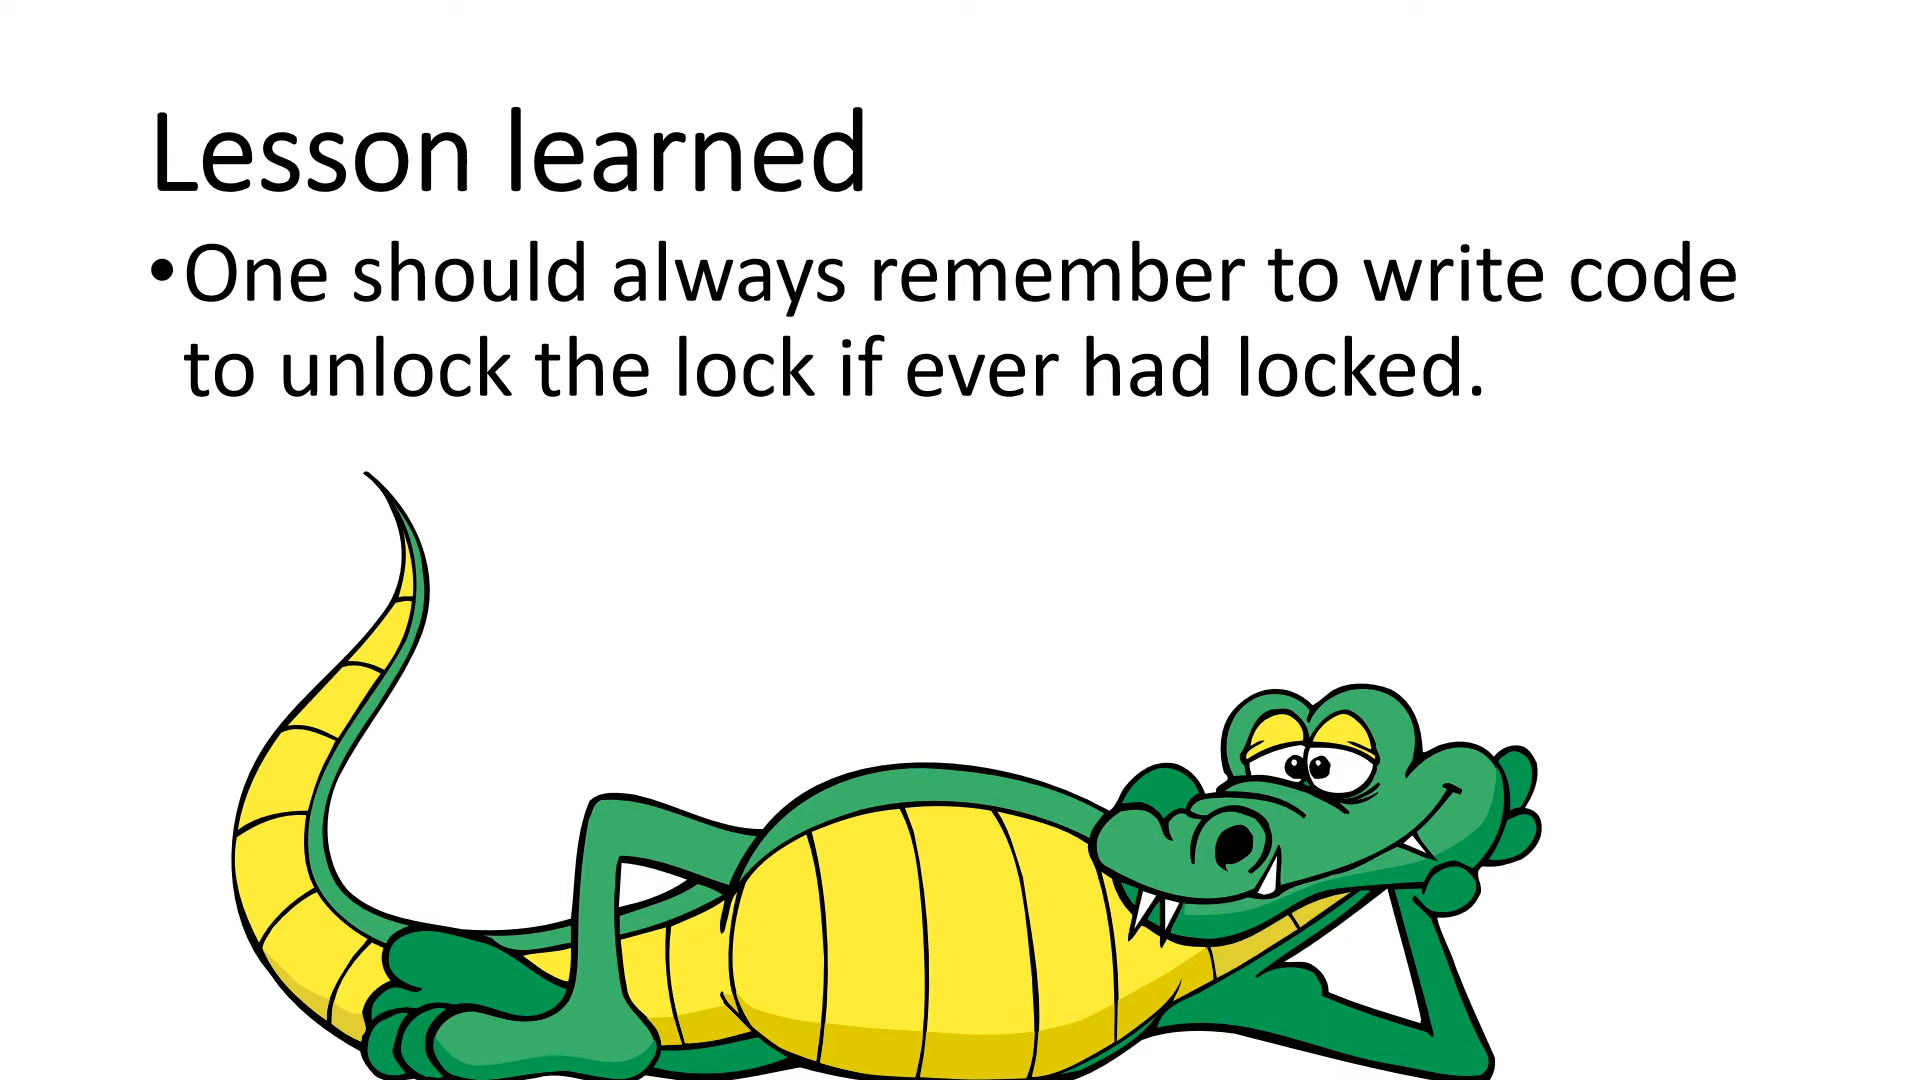 Lesson learned
•One should always remember to write code
to unlock the lock if ever had locked.